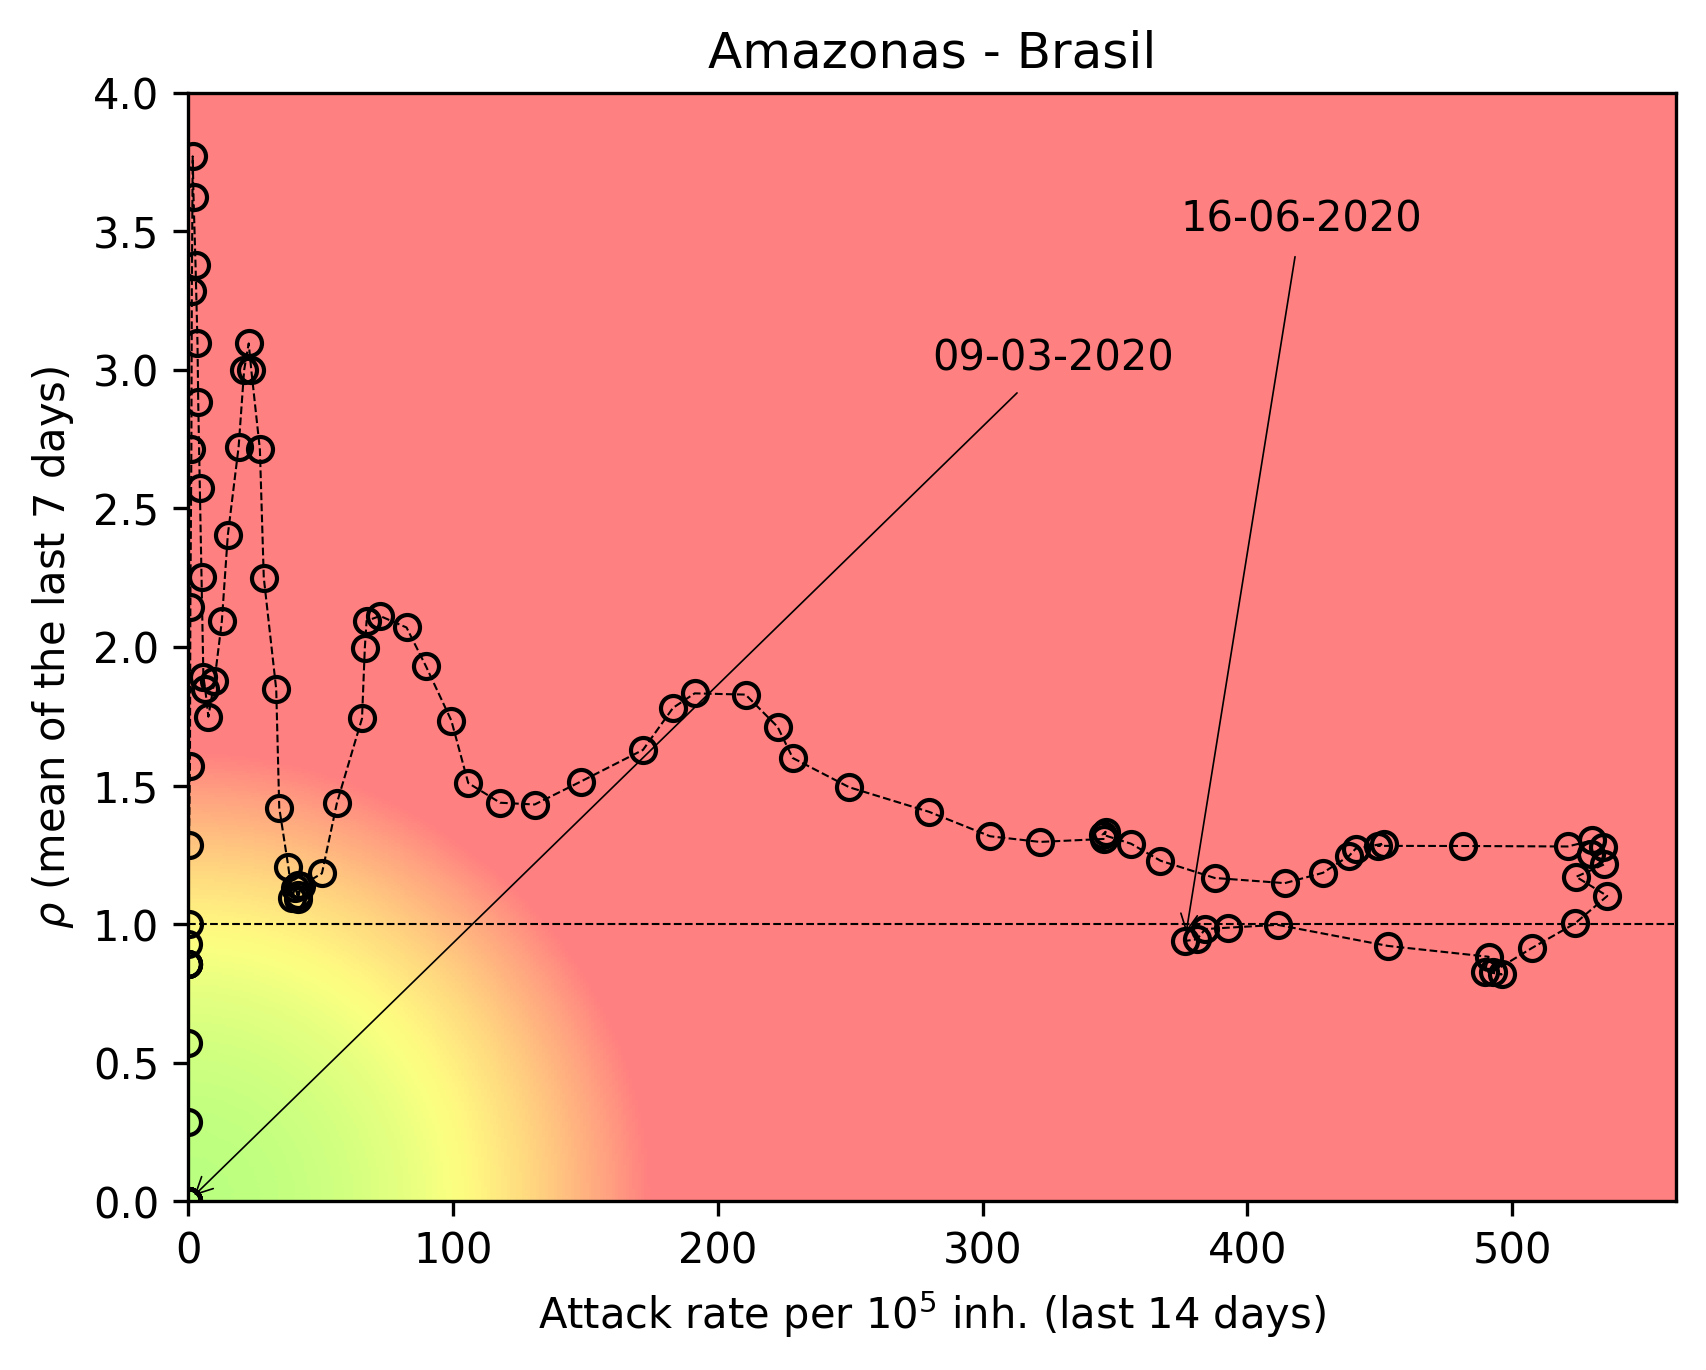 Amazonas - Brasil
4.0
3.5
3.0
2.5
2.0
1.5
1.0
0.5
0.0
ρ (mean of the last 7 days)
16-06-2020
09-03-2020
0 100 200 300 400 500
Attack rate per 10⁵ inh. (last 14 days)